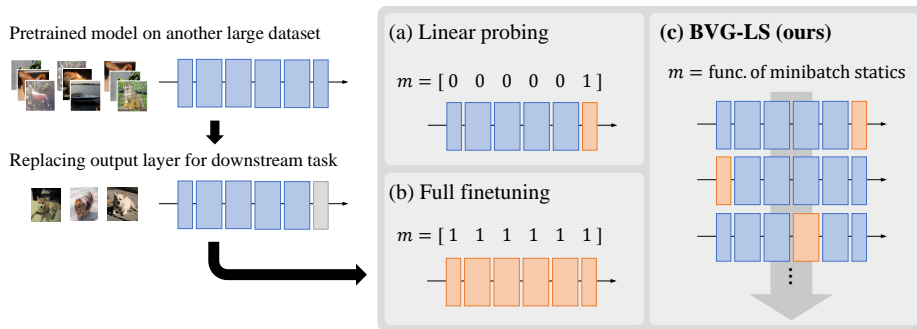 Pretrained model on another large dataset
Replacing output layer for downstream task
(a) Linear probing
m = [ 0 0 0 0 0 1 ]
(b) Full finetuning
m = [ 1 1 1 1 1 1 ]
(c) BVG-LS (ours)
m = func. of minibatch statics
⋮